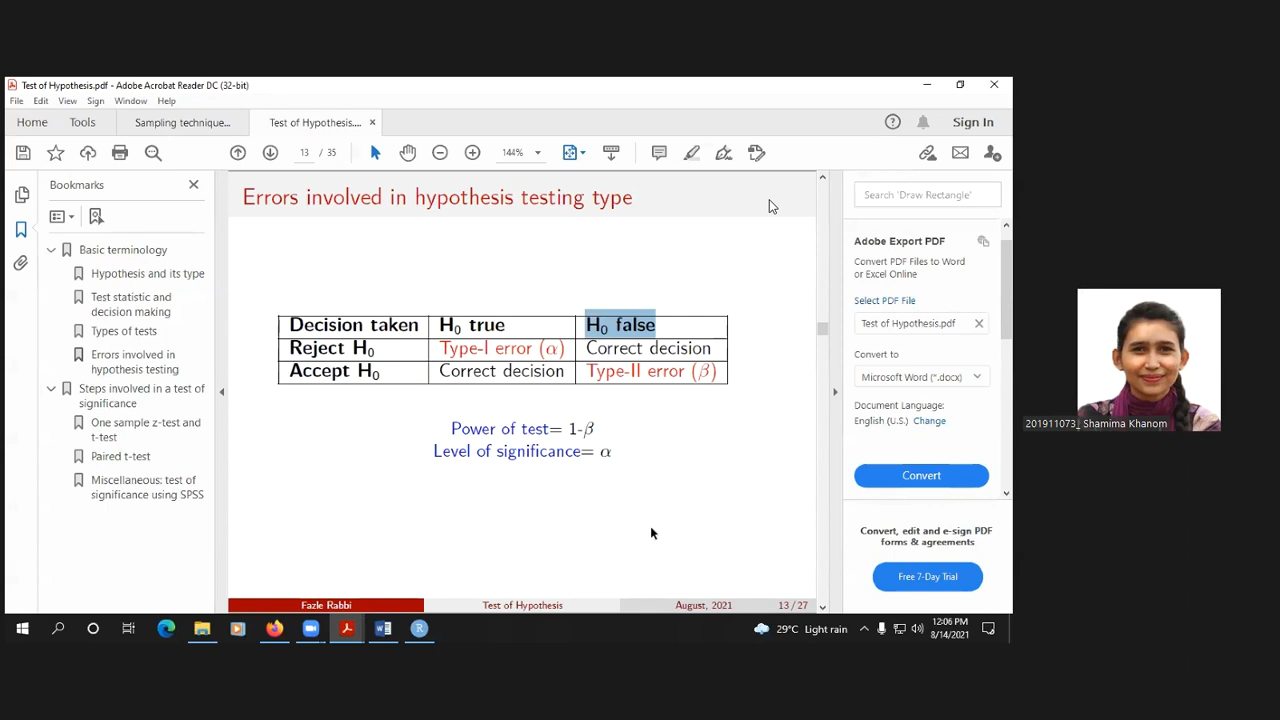 Test of Hypothesis.pdf - Adobe Acrobat Reader DC (32-bit)
File Edit View Sign Window Help
Home Tools Sampling technique... Test of Hypothesis.... × Sign In
13 / 35 144%
Bookmarks
Basic terminology
Hypothesis and its type
Test statistic and
decision making
Types of tests
Errors involved in
hypothesis testing
Steps involved in a test of
significance
One sample z-test and
t-test
Paired t-test
Miscellaneous: test of
significance using SPSS
Errors involved in hypothesis testing type
Decision taken H₀ true H₀ false
Reject H₀ Type-I error (α) Correct decision
Accept H₀ Correct decision Type-II error (β)
Power of test= 1-β
Level of significance= α
Fazle Rabbi Test of Hypothesis August, 2021 13 / 27
Search 'Draw Rectangle'
Adobe Export PDF
Convert PDF Files to Word
or Excel Online
Select PDF File
Test of Hypothesis.pdf
Convert to
Microsoft Word (*.docx)
Document Language:
English (U.S.) Change
Convert
Convert, edit and e-sign PDF
forms & agreements
Free 7-Day Trial
201911073_ Shamima Khanom
29°C Light rain
12:06 PM
8/14/2021